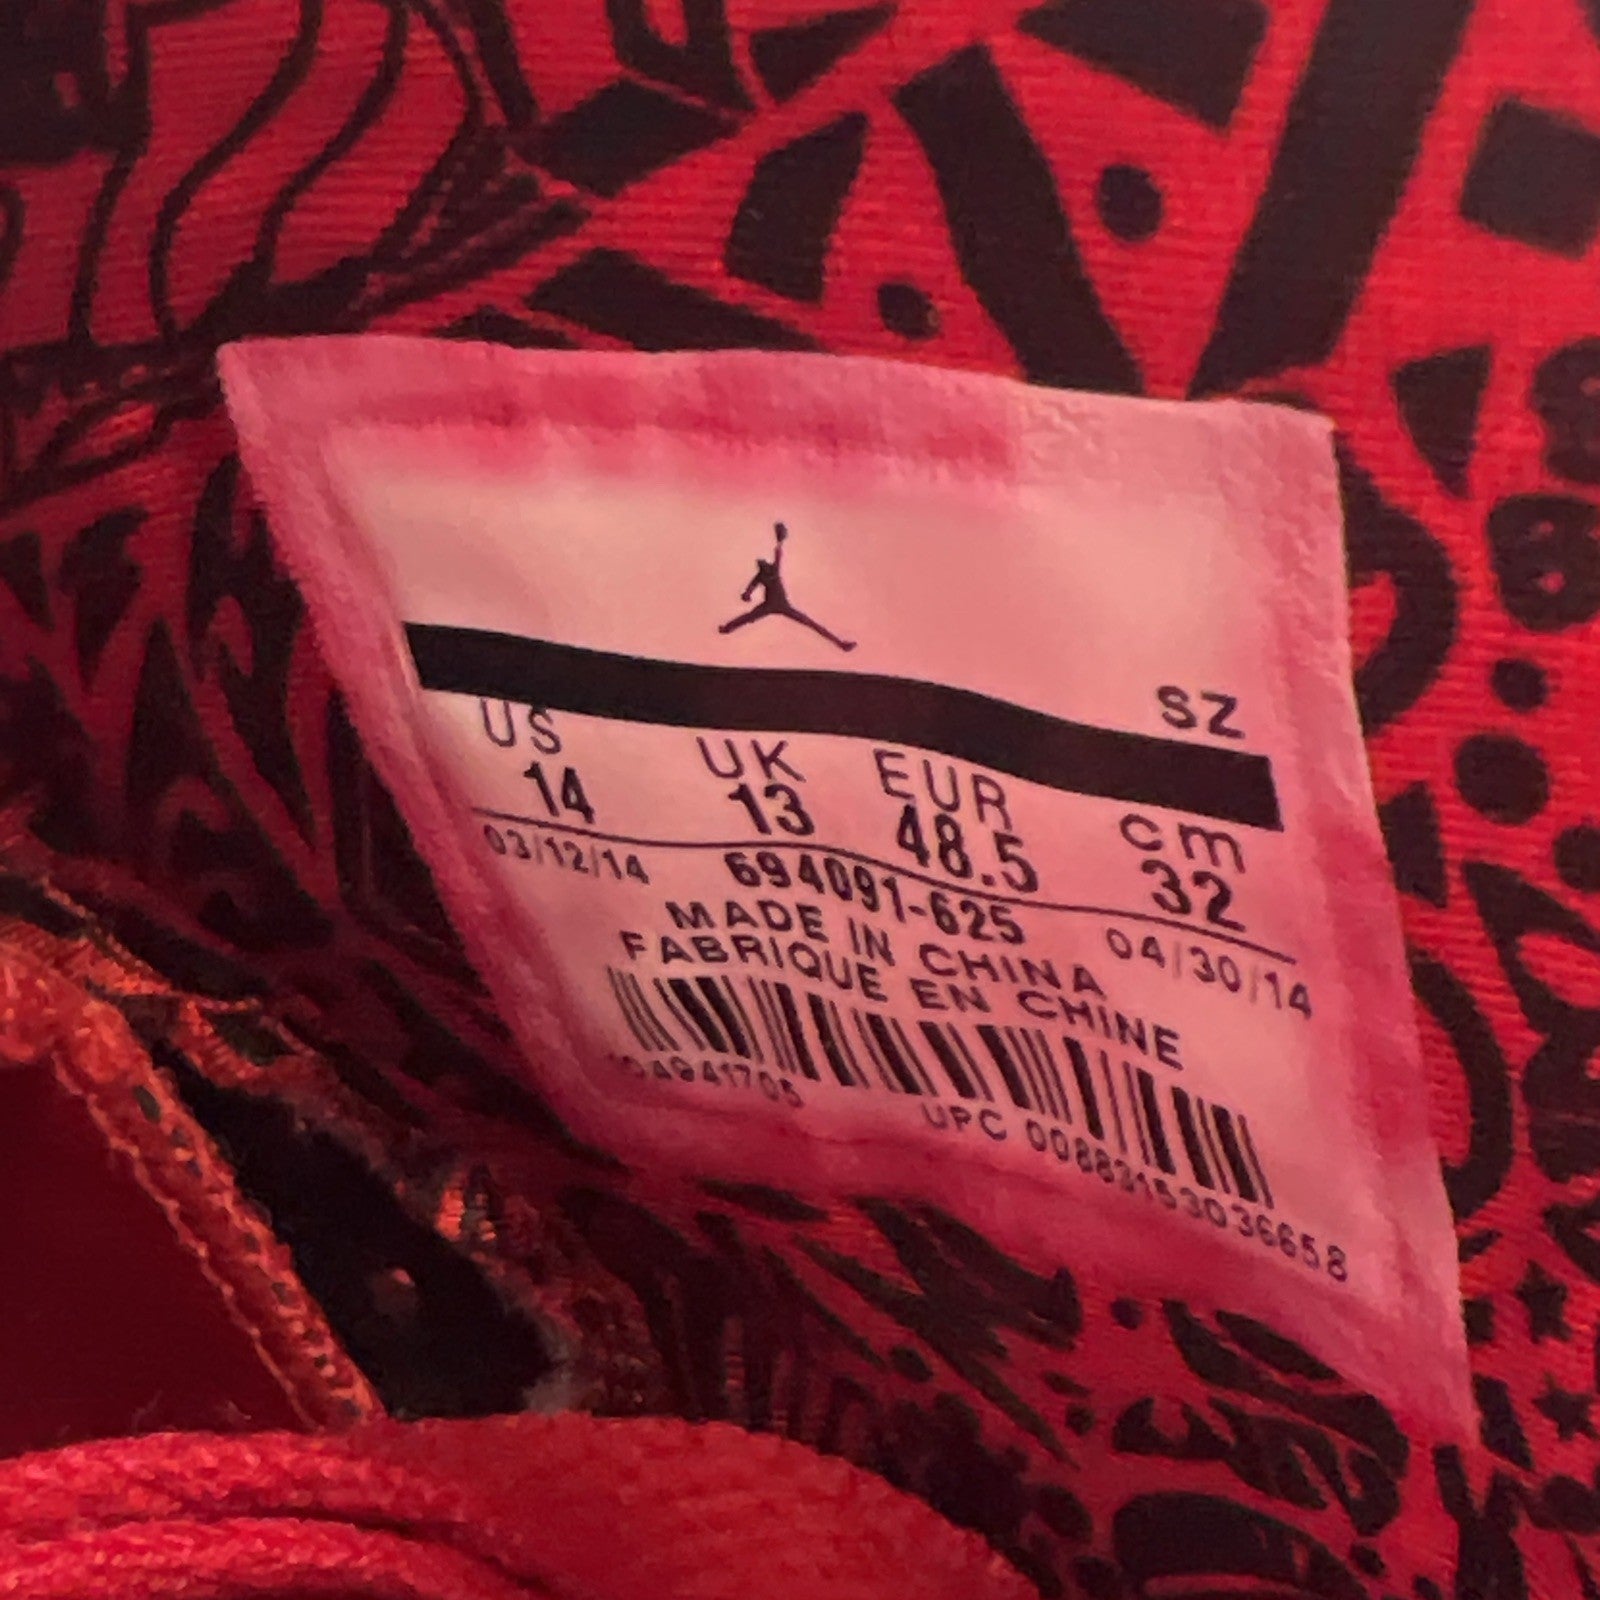 SZ
US UK EUR cm
14 13 48.5 32
03/12/14 694091-625 04/30/14
MADE IN CHINA
FABRIQUE EN CHINE
UPC 00883153036658